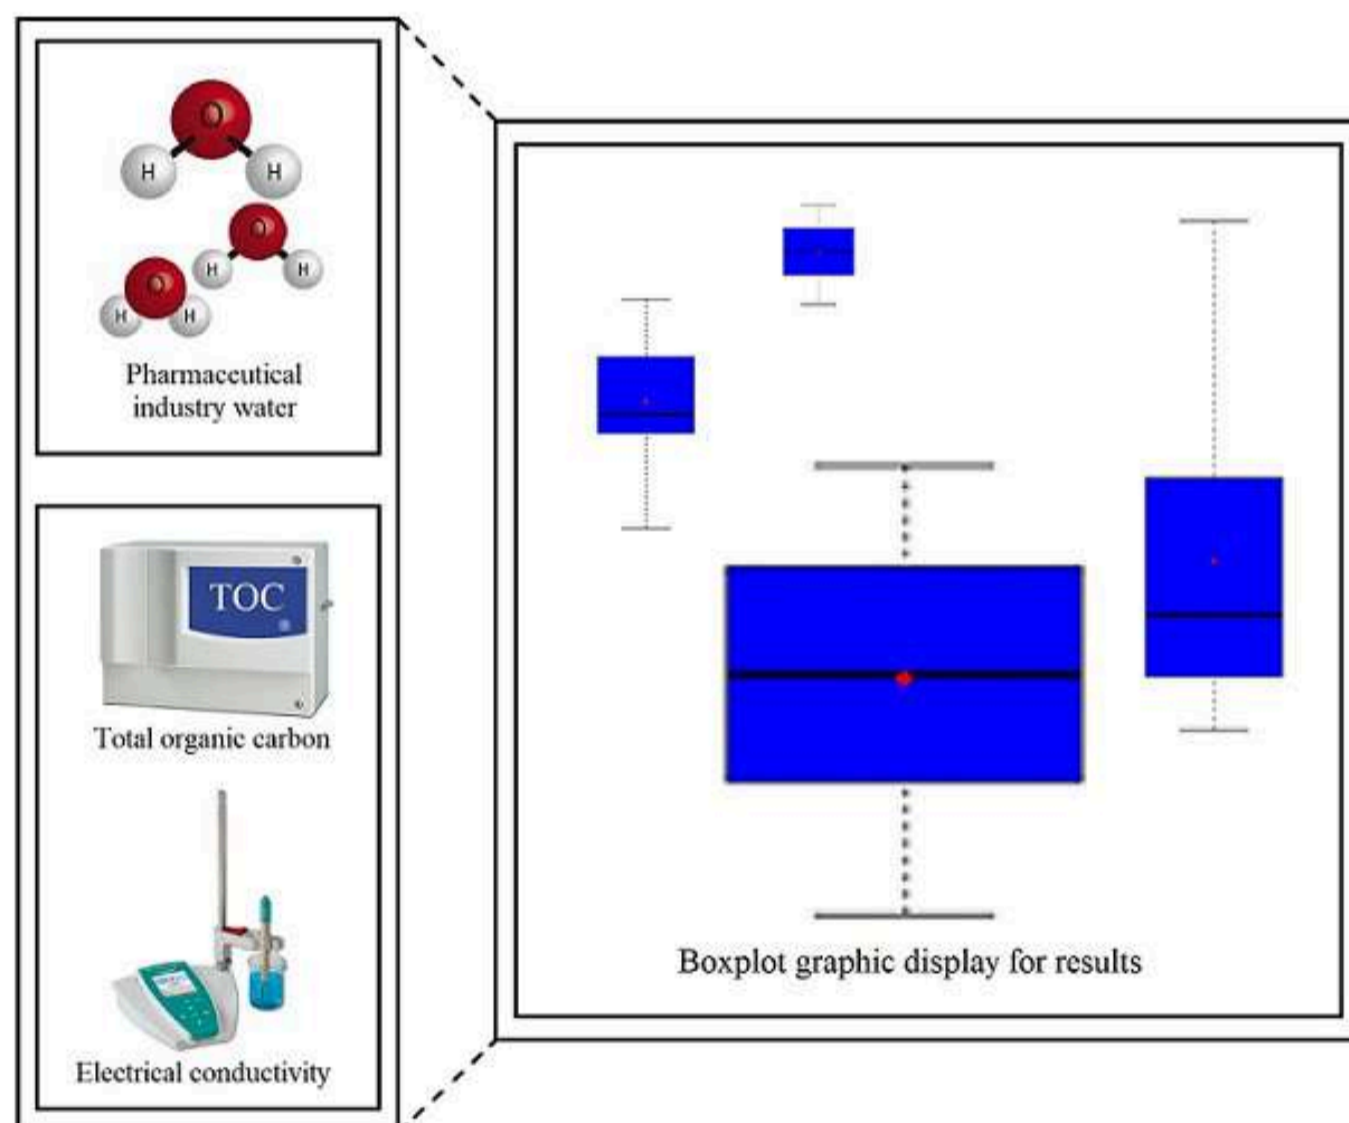 O
H
H
O
H
H
O
H
H
Pharmaceutical
industry water
TOC
Total organic carbon
Electrical conductivity
Boxplot graphic display for results